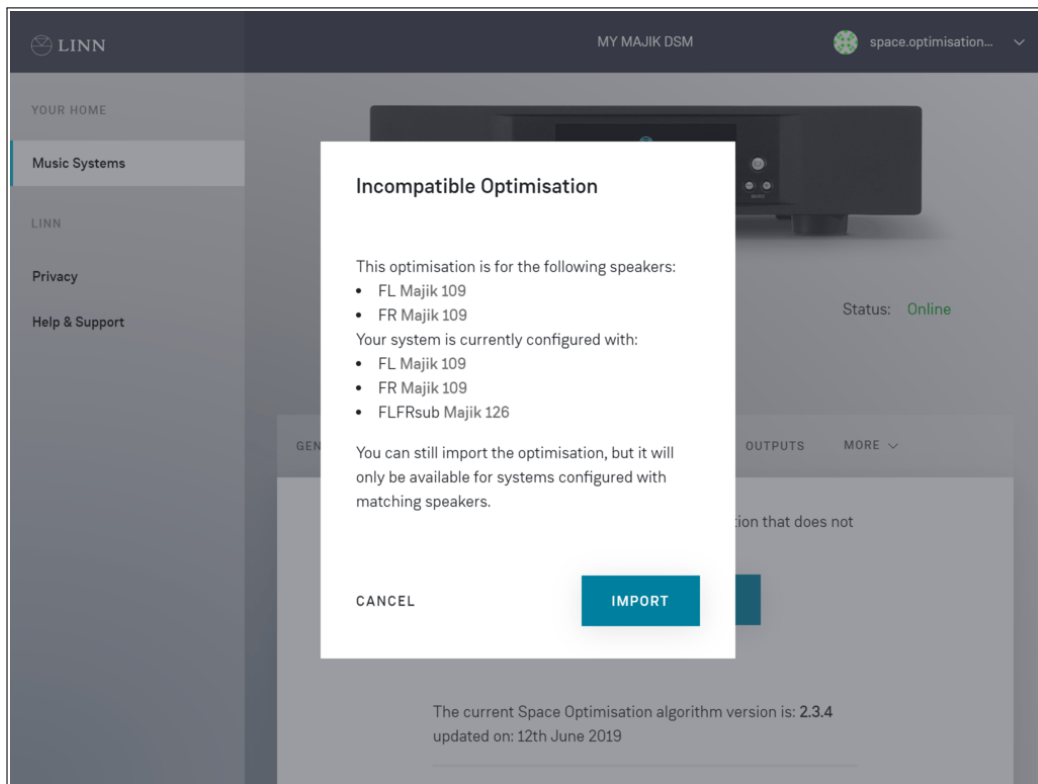 LINN
MY MAJIK DSM
space.optimisation...
YOUR HOME
Music Systems
LINN
Privacy
Help & Support
Status: Online
Incompatible Optimisation
This optimisation is for the following speakers:
• FL Majik 109
• FR Majik 109
Your system is currently configured with:
• FL Majik 109
• FR Majik 109
• FLFRsub Majik 126
You can still import the optimisation, but it will
only be available for systems configured with
matching speakers.
CANCEL
IMPORT
GEN
OUTPUTS
MORE
tion that does not
The current Space Optimisation algorithm version is: 2.3.4
updated on: 12th June 2019